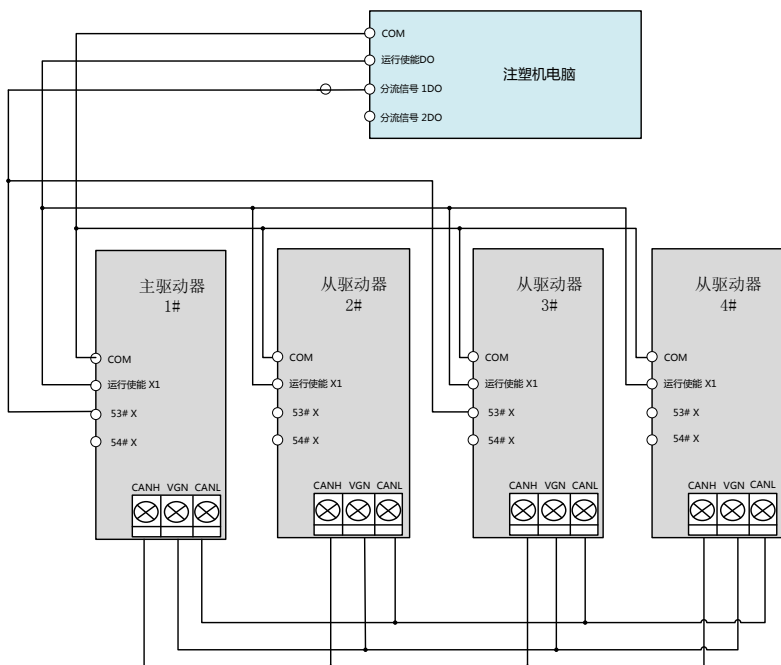 COM
运行使能DO
分流信号 1DO
分流信号 2DO
注塑机电脑
主驱动器
1#
COM
运行使能 X1
53# X
54# X
CANH VGN CANL
从驱动器
2#
COM
运行使能 X1
53# X
54# X
CANH VGN CANL
从驱动器
3#
COM
运行使能 X1
53# X
54# X
CANH VGN CANL
从驱动器
4#
COM
运行使能 X1
53# X
54# X
CANH VGN CANL